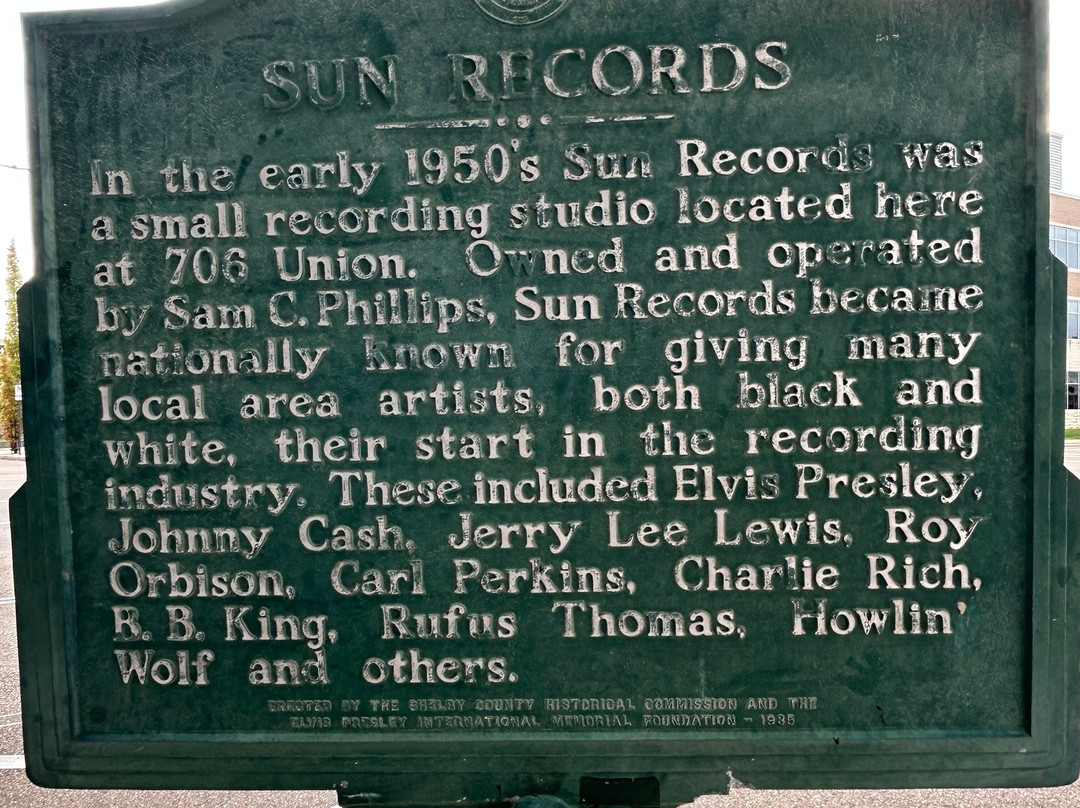 SUN RECORDS
In the early 1950's Sun Records was
a small recording studio located here
at 706 Union. Owned and operated
by Sam C. Phillips, Sun Records became
nationally known for giving many
local area artists, both black and
white, their start in the recording
industry. These included Elvis Presley,
Johnny Cash, Jerry Lee Lewis, Roy
Orbison, Carl Perkins, Charlie Rich,
B. B. King, Rufus Thomas, Howlin'
Wolf and others.
ERECTED BY THE SHELBY COUNTY HISTORICAL COMMISSION AND THE
ELVIS PRESLEY INTERNATIONAL MEMORIAL FOUNDATION - 1985